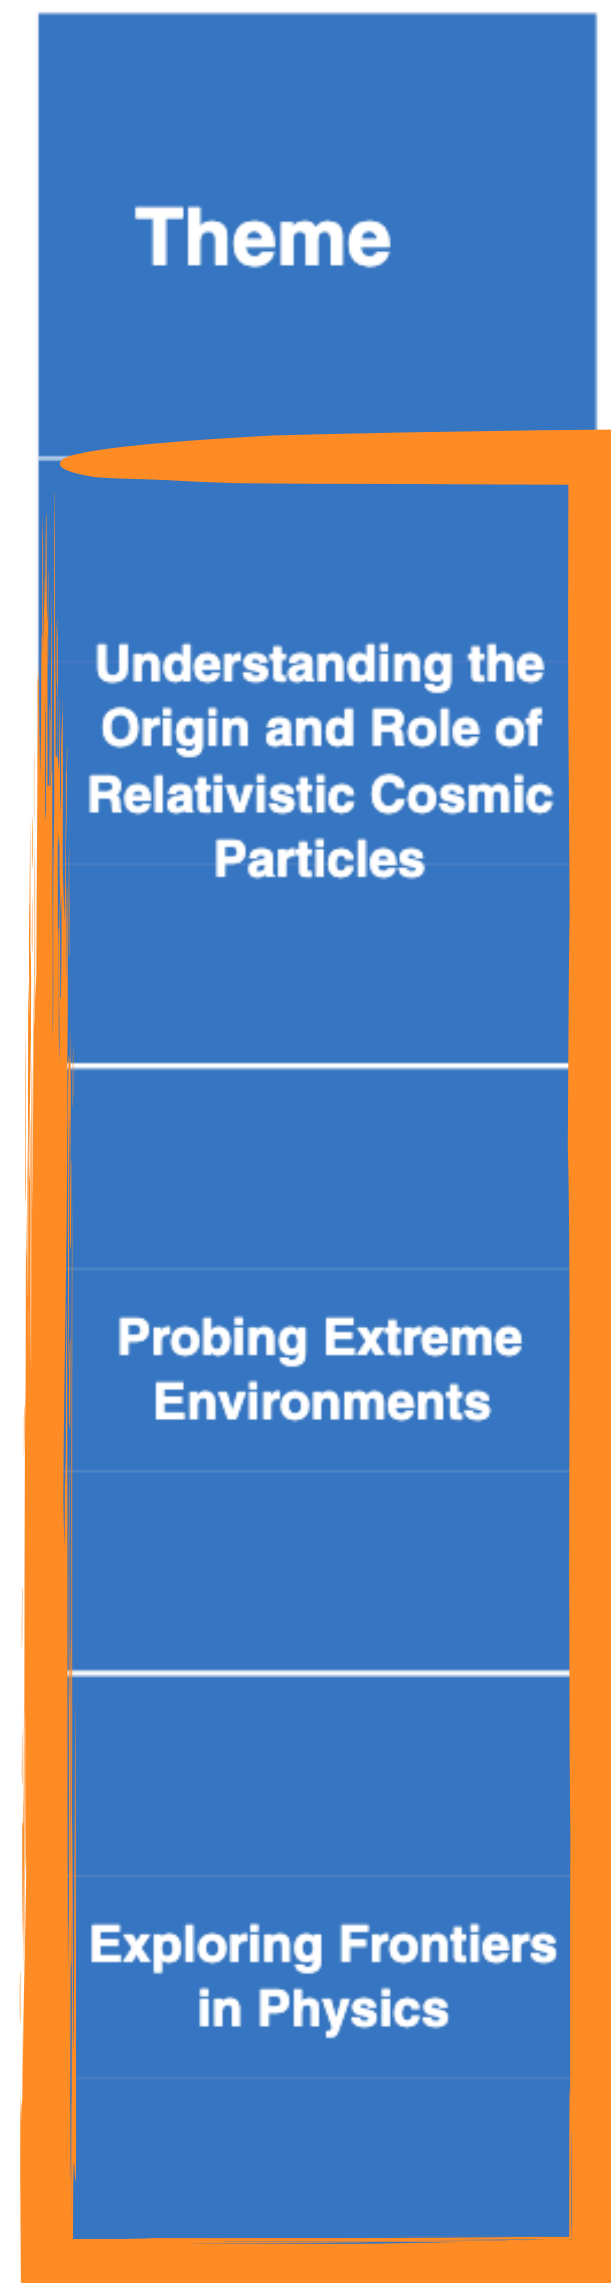 Theme
Understanding the
Origin and Role of
Relativistic Cosmic
Particles
Probing Extreme
Environments
Exploring Frontiers
in Physics